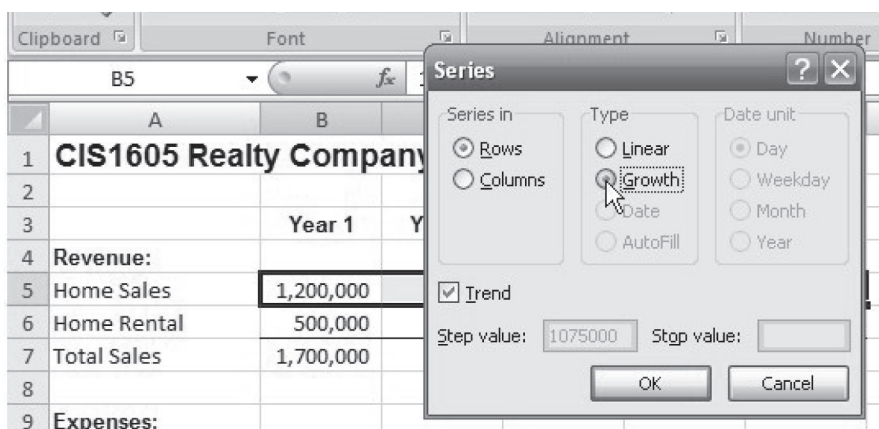 Clipboard Font Alignment Number
B5 fx 1
Series
Series in Type Date unit
Rows Linear Day
Columns Growth Weekday
Date Month
AutoFill Year
Trend
Step value: 1075000 Stop value:
OK Cancel
A B
1 CIS1605 Realty Company
2
3 Year 1 Y
4 Revenue:
5 Home Sales 1,200,000
6 Home Rental 500,000
7 Total Sales 1,700,000
8
9 Expenses: